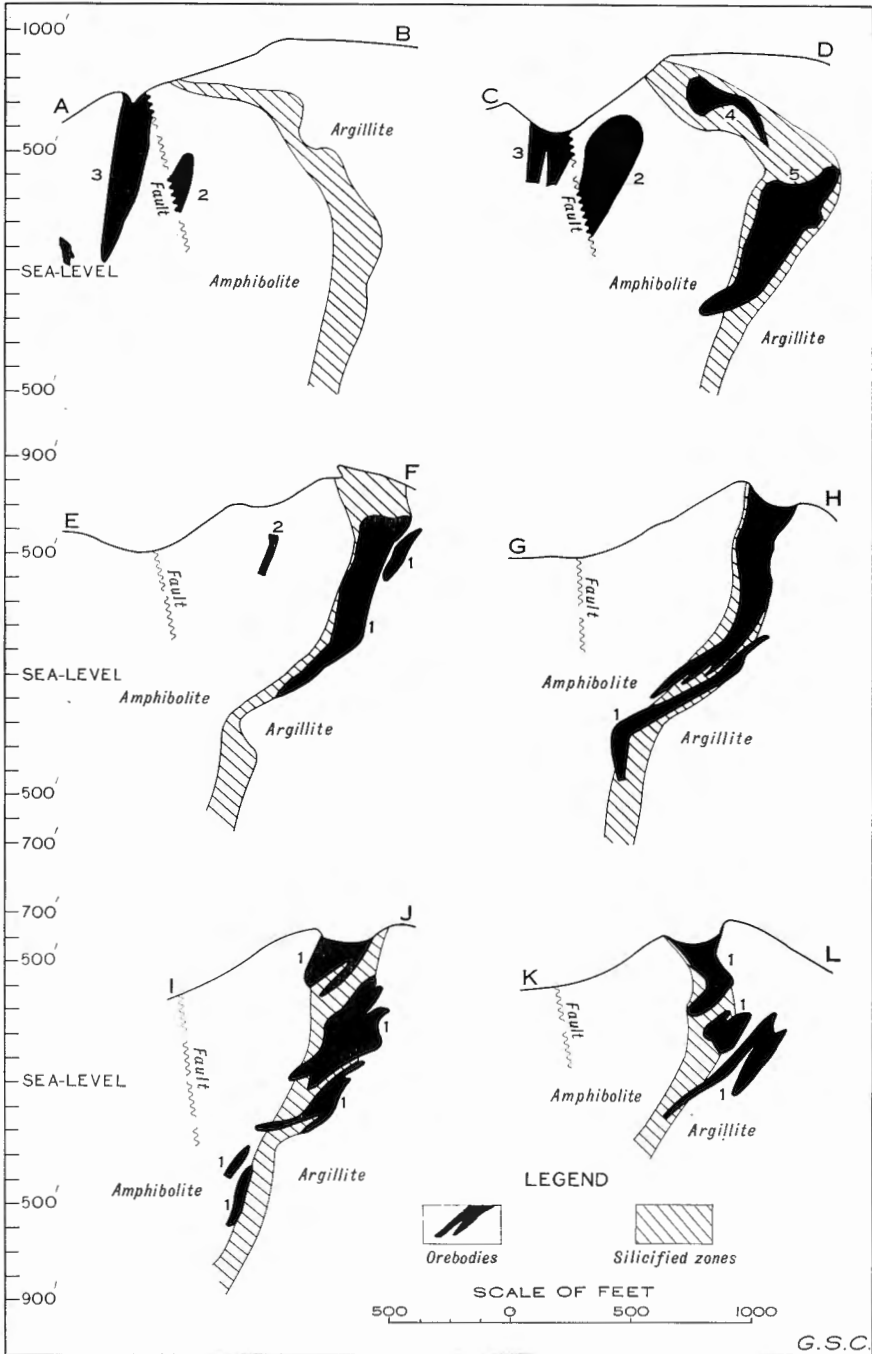 1000'
B
A
500'
3
2
Fault
Argillite
SEA-LEVEL
Amphibolite
500'
D
C
3
2
4
5
Fault
Amphibolite
Argillite
900'
F
E
2
500'
1
Fault
1
SEA-LEVEL
Amphibolite
Argillite
500'
700'
H
G
Fault
Amphibolite
1
Argillite
700'
J
500'
1
I
1
Fault
SEA-LEVEL
1
1
Argillite
Amphibolite
1
500'
900'
L
K
1
1
Fault
Amphibolite
1
Argillite
LEGEND
Orebodies
Silicified zones
SCALE OF FEET
500 0 500 1000
G.S.C.